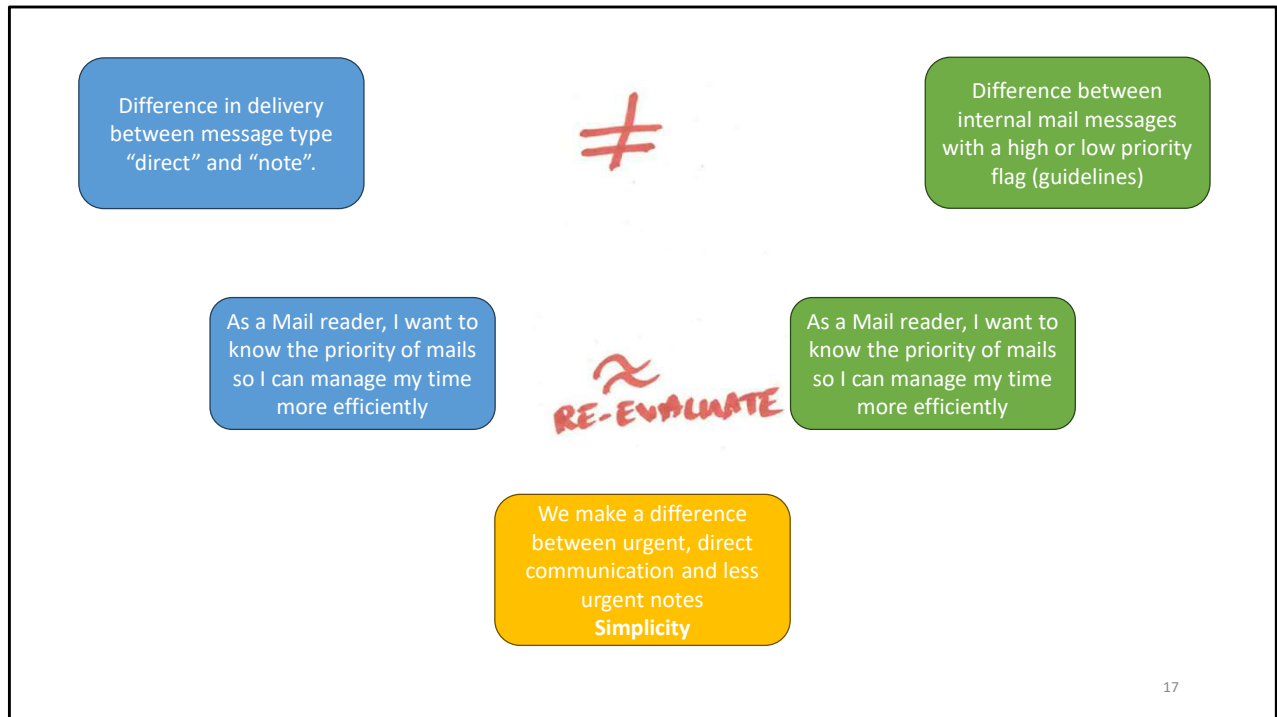 Difference in delivery
between message type
“direct” and “note”.
≠
Difference between
internal mail messages
with a high or low priority
flag (guidelines)
As a Mail reader, I want to
know the priority of mails
so I can manage my time
more efficiently
≈
RE-EVALUATE
As a Mail reader, I want to
know the priority of mails
so I can manage my time
more efficiently
We make a difference
between urgent, direct
communication and less
urgent notes
Simplicity
17